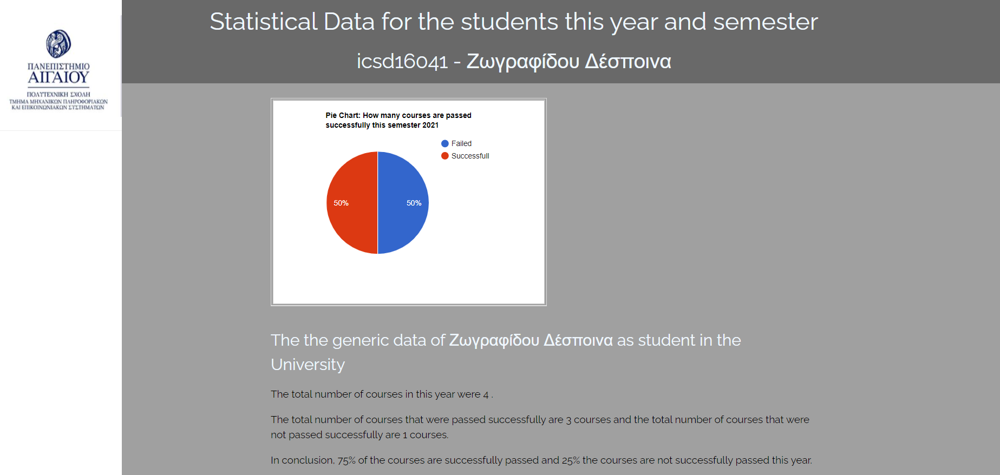 ΠΑΝΕΠΙΣΤΗΜΙΟ
ΑΙΓΑΙΟΥ
ΠΟΛΥΤΕΧΝΙΚΗ ΣΧΟΛΗ
ΤΜΗΜΑ ΜΗΧΑΝΙΚΩΝ ΠΛΗΡΟΦΟΡΙΑΚΩΝ
ΚΑΙ ΕΠΙΚΟΙΝΩΝΙΑΚΩΝ ΣΥΣΤΗΜΑΤΩΝ
Statistical Data for the students this year and semester
icsd16041 - Ζωγραφίδου Δέσποινα
Pie Chart: How many courses are passed
successfully this semester 2021
Failed
Successfull
50%
50%
The the generic data of Ζωγραφίδου Δέσποινα as student in the
University
The total number of courses in this year were 4 .
The total number of courses that were passed successfully are 3 courses and the total number of courses that were
not passed successfully are 1 courses.
In conclusion, 75% of the courses are successfully passed and 25% the courses are not successfully passed this year.